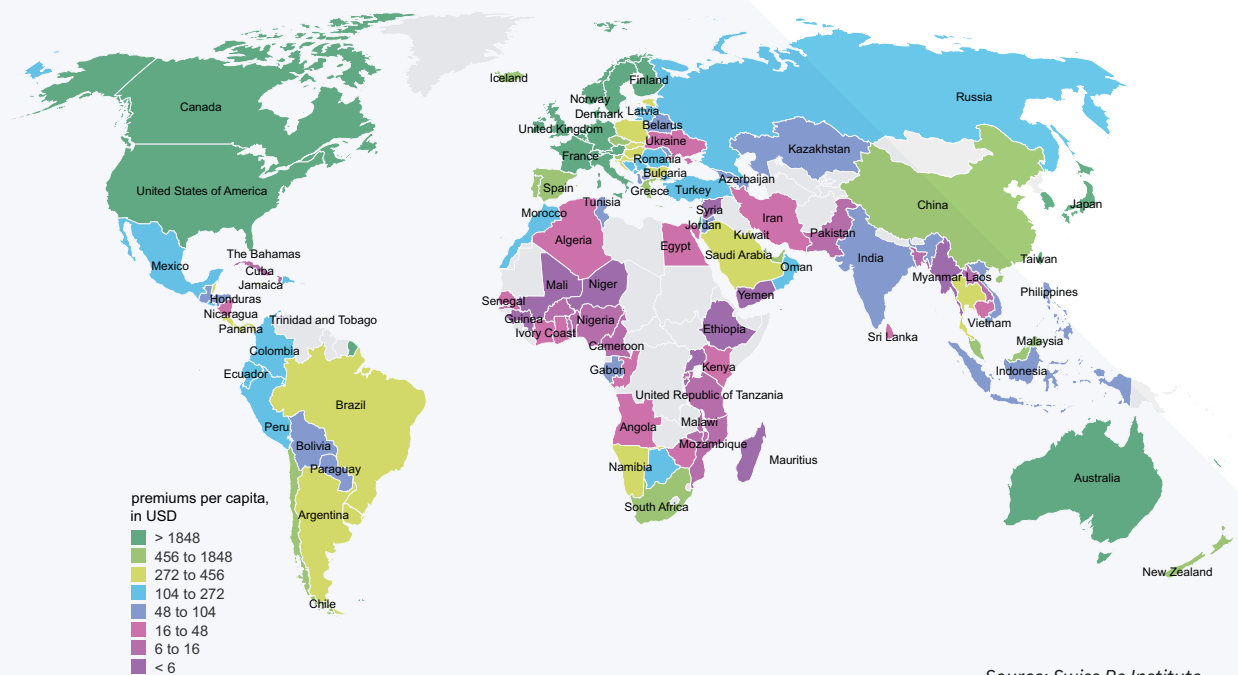 Iceland
Finland
Norway
Denmark
Latvia
United Kingdom
Belarus
Ukraine
France
Romania
Bulgaria
Spain
Greece
Turkey
Azerbaijan
Kazakhstan
Russia
Canada
United States of America
China
Japan
Tunisia
Morocco
Syria
Jordan
Algeria
Egypt
Kuwait
Iran
Pakistan
Saudi Arabia
Oman
India
Taiwan
Myanmar
Laos
The Bahamas
Mexico
Cuba
Jamaica
Honduras
Nicaragua
Trinidad and Tobago
Panama
Mali
Niger
Senegal
Guinea
Nigeria
Ivory Coast
Yemen
Ethiopia
Cameroon
Philippines
Vietnam
Sri Lanka
Malaysia
Indonesia
Colombia
Ecuador
Gabon
Kenya
United Republic of Tanzania
Brazil
Peru
Bolivia
Paraguay
Angola
Malawi
Mozambique
Mauritius
Namibia
South Africa
Argentina
Chile
Australia
New Zealand
premiums per capita,
in USD
> 1848
456 to 1848
272 to 456
104 to 272
48 to 104
16 to 48
6 to 16
< 6
Source: Swiss Re Institute